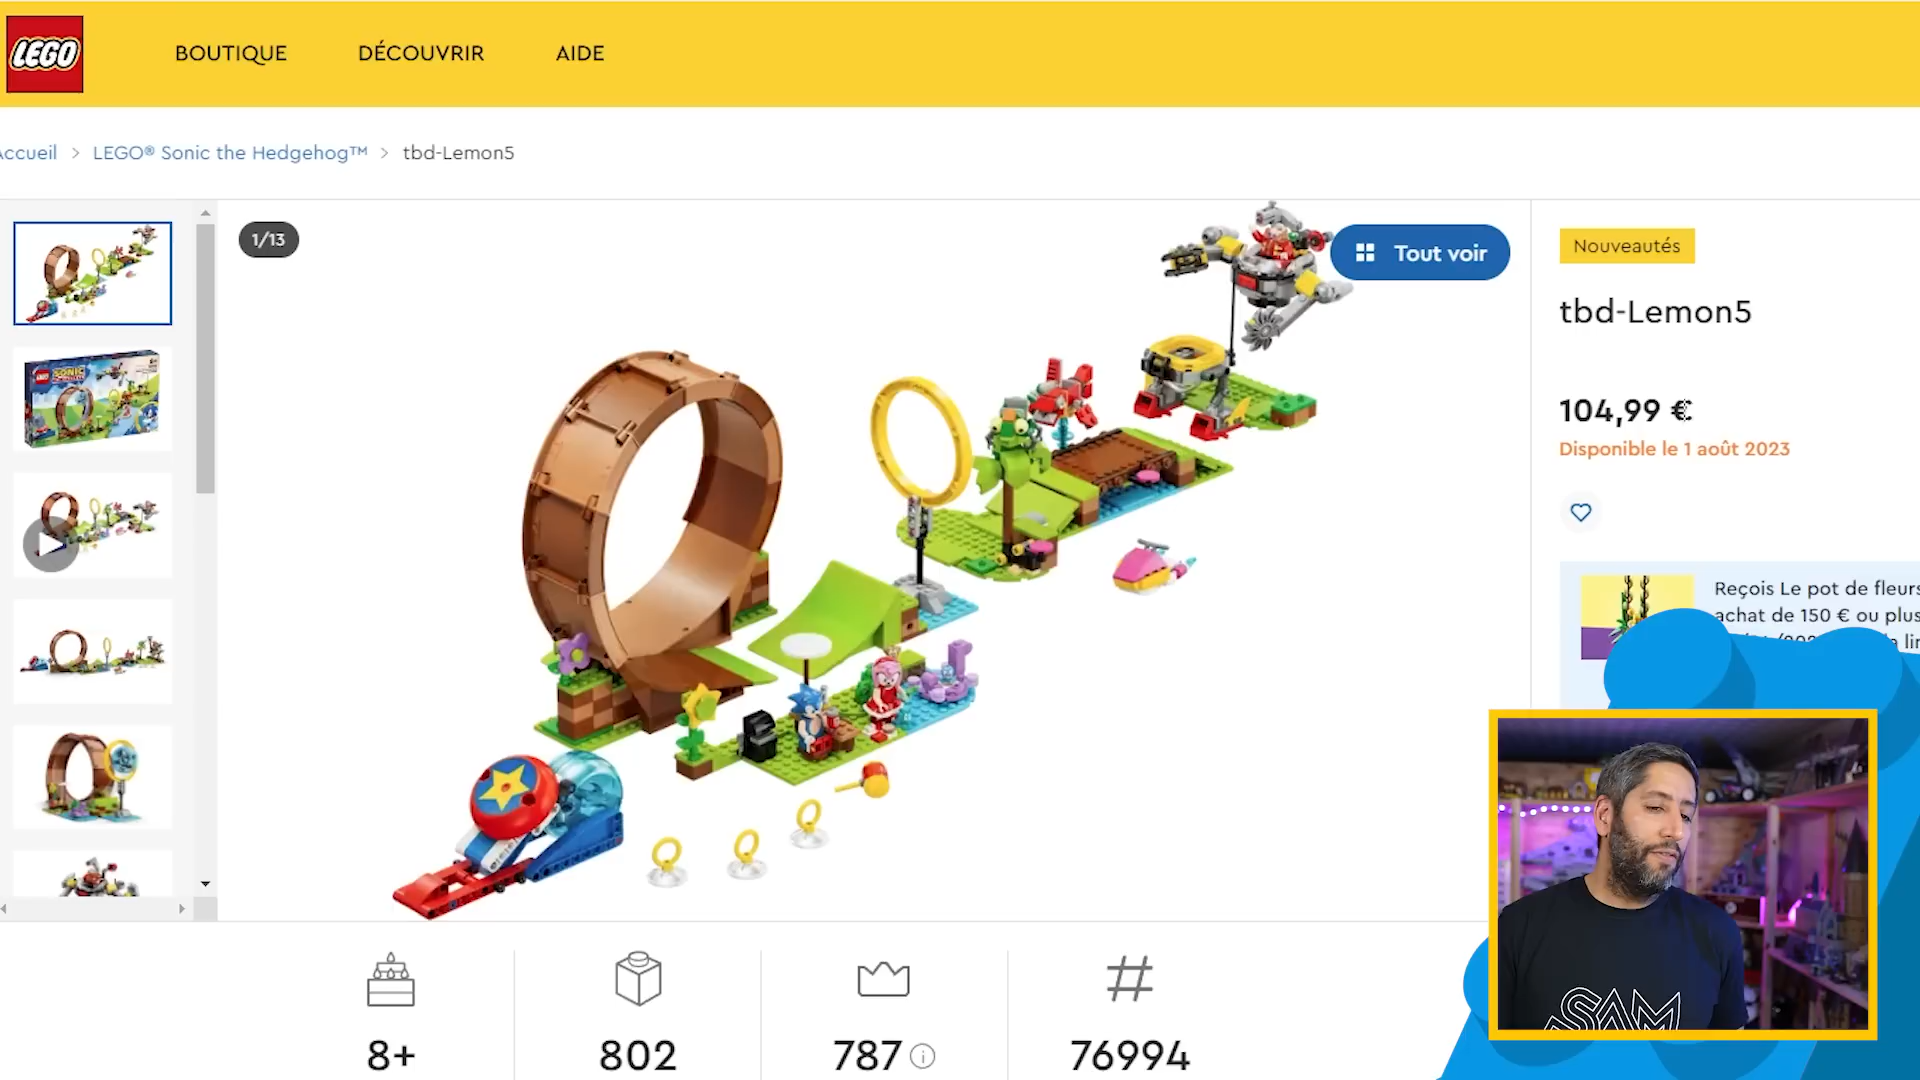 LEGO
BOUTIQUE
DÉCOUVRIR
AIDE
Accueil > LEGO® Sonic the Hedgehog™ > tbd-Lemon5
1/13
Tout voir
Nouveautés
tbd-Lemon5
104,99 €
Disponible le 1 août 2023
Reçois Le pot de fleurs
achat de 150 € ou plus
SONIC
8+
802
787
76994
SAM